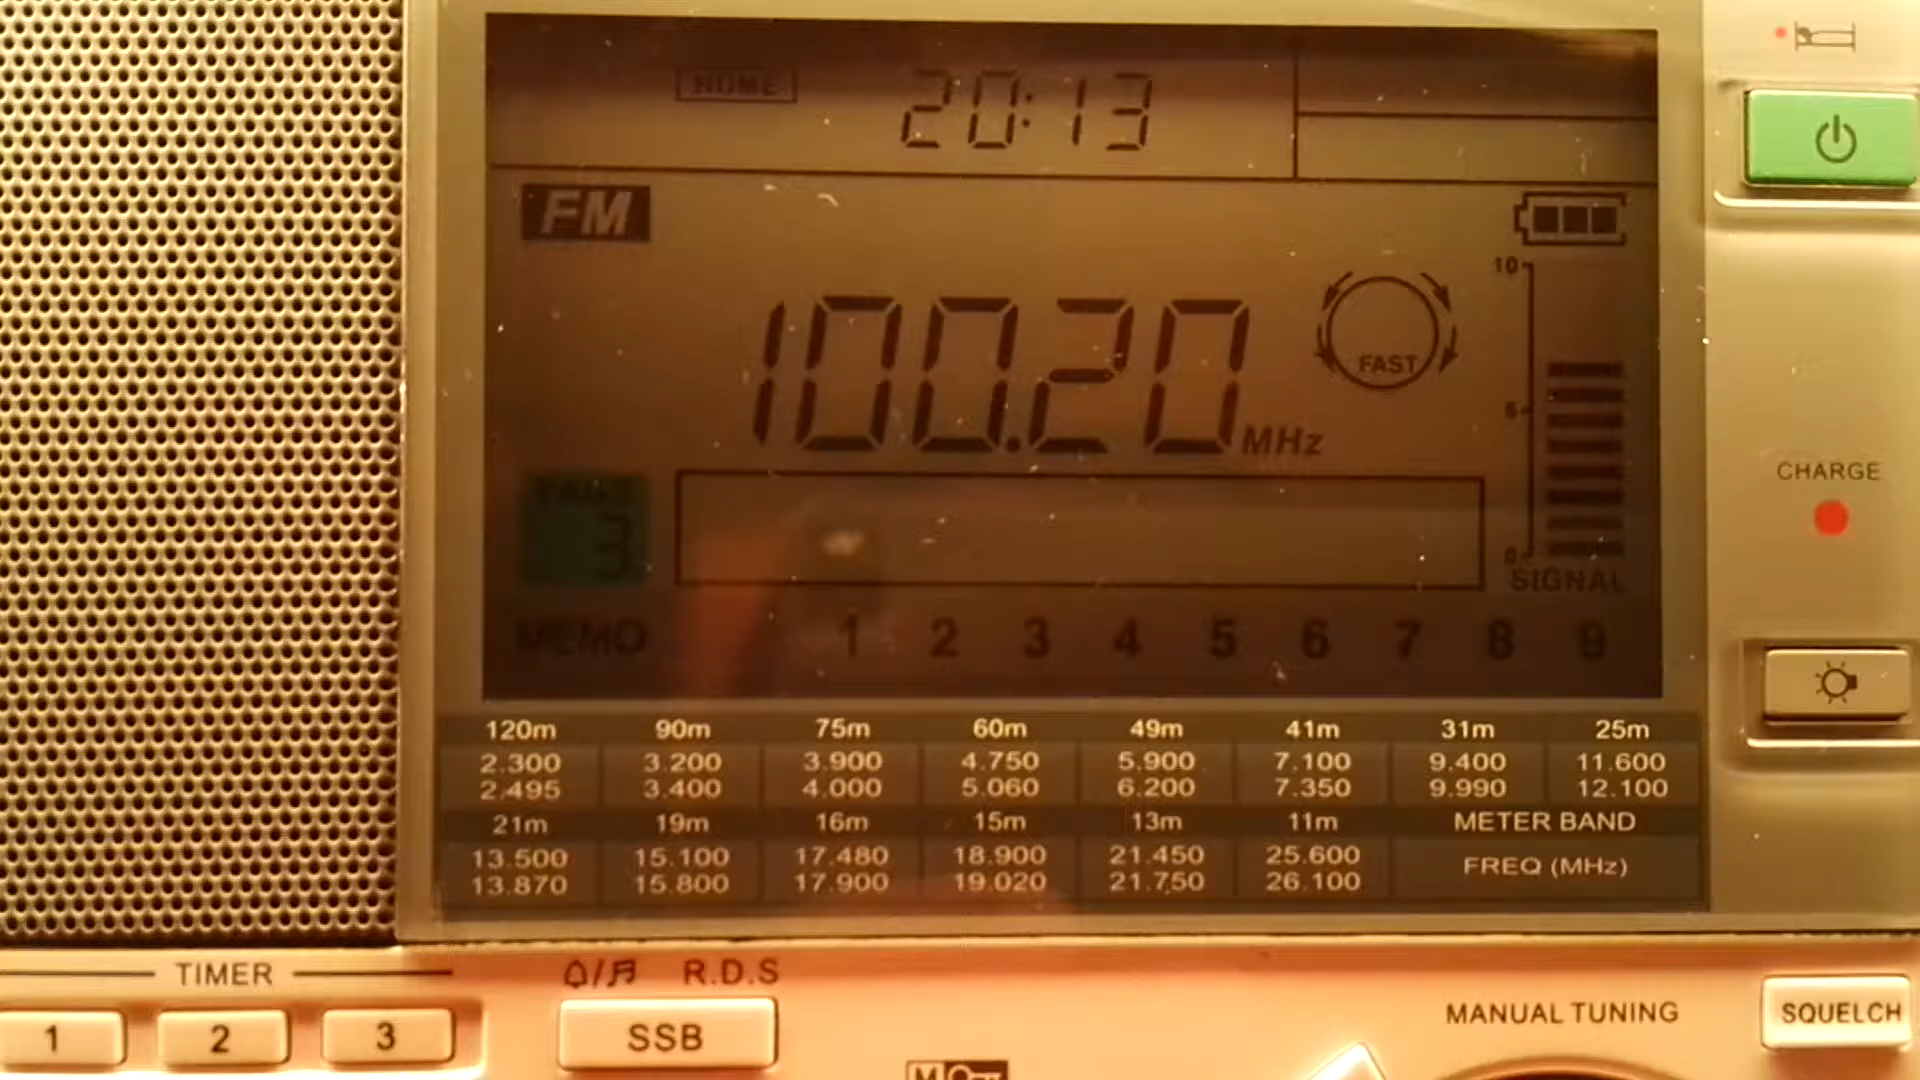 HOME 20:13
FM
10
100.20 MHz FAST
5
PAGE
3
0
SIGNAL
MEMO 1 2 3 4 5 6 7 8 9
CHARGE
120m 90m 75m 60m 49m 41m 31m 25m
2.300 3.200 3.900 4.750 5.900 7.100 9.400 11.600
2.495 3.400 4.000 5.060 6.200 7.350 9.990 12.100
21m 19m 16m 15m 13m 11m METER BAND
13.500 15.100 17.480 18.900 21.450 25.600 FREQ (MHz)
13.870 15.800 17.900 19.020 21.750 26.100
TIMER R.D.S
1 2 3 SSB MANUAL TUNING SQUELCH
M